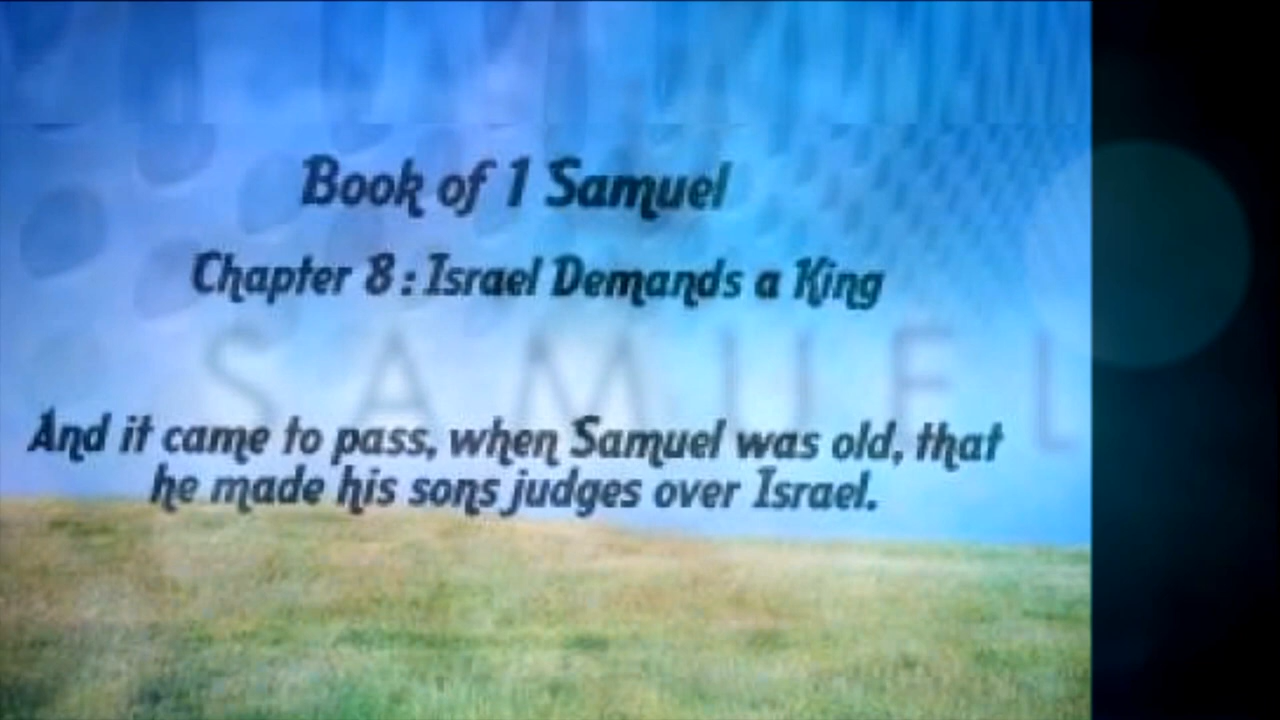 Book of 1 Samuel
Chapter 8 : Israel Demands a King
SAMUEL
And it came to pass, when Samuel was old, that
he made his sons judges over Israel.